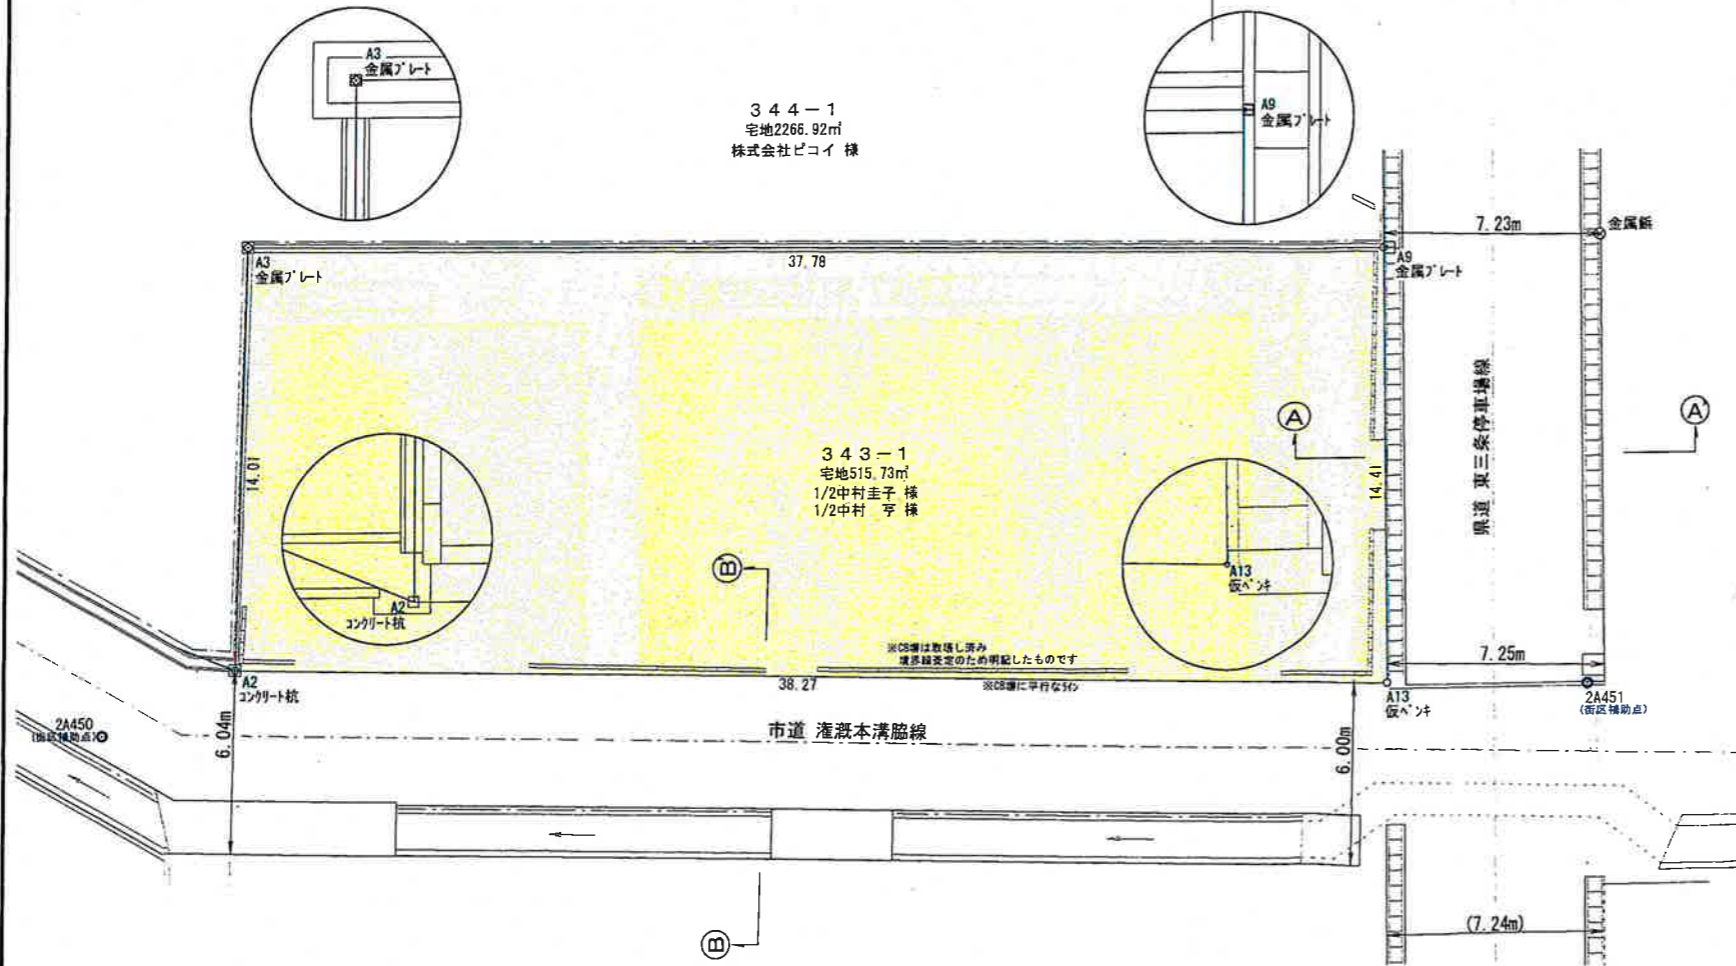 A3
金属プレート
344-1
宅地2266.92㎡
株式会社ピコイ 様
A9
金属プレート
7.23m
金属鋲
A3
金属プレート
37.78
A9
金属プレート
県道 東三条停車場線
A
A'
14.01
343-1
宅地515.73㎡
1/2中村圭子 様
1/2中村 亨 様
14.41
B'
A2
コンクリート杭
A13
仮ペンキ
※CB塀は取壊し済み
境界線査定のため明記したものです
7.25m
A2
コンクリート杭
38.27
※CB塀に平行なライン
A13
仮ペンキ
2A451
(街区補助点)
2A450
(街区補助点)
6.04m
市道 潅漑本溝脇線
6.00m
(7.24m)
B